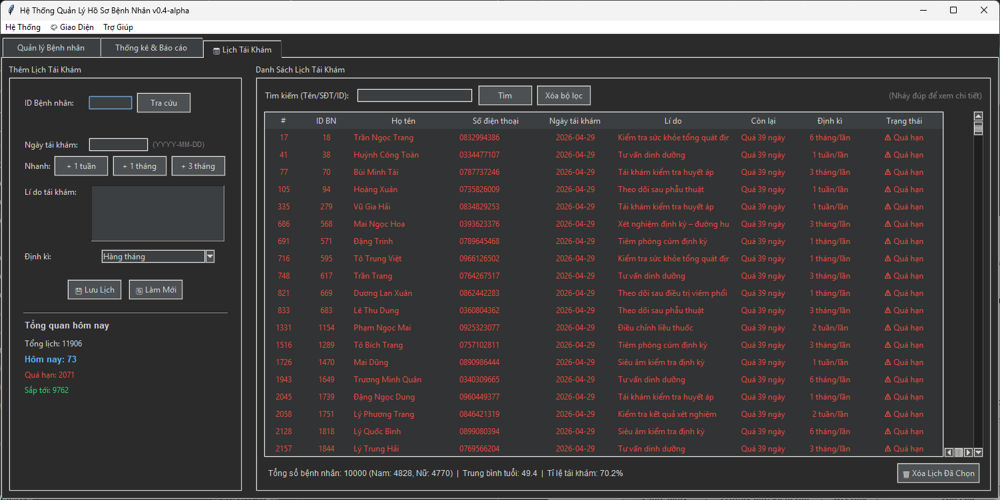 Hệ Thống Quản Lý Hồ Sơ Bệnh Nhân v0.4-alpha
Hệ Thống Giao Diện Trợ Giúp
Quản lý Bệnh nhân Thống kê & Báo cáo Lịch Tái Khám
Thêm Lịch Tái Khám
ID Bệnh nhân: Tra cứu
Ngày tái khám: (YYYY-MM-DD)
Nhanh: + 1 tuần + 1 tháng + 3 tháng
Lí do tái khám:
Định kì: Hàng tháng
Lưu Lịch Làm Mới
Tổng quan hôm nay
Tổng lịch: 11906
Hôm nay: 73
Quá hạn: 2071
Sắp tới: 9762
Danh Sách Lịch Tái Khám
Tìm kiếm (Tên/SĐT/ID): Tìm Xóa bộ lọc (Nháy đúp để xem chi tiết)
# ID BN Họ tên Số điện thoại Ngày tái khám Lí do Còn lại Định kì Trạng thái
17 18 Trần Ngọc Trang 0832994386 2026-04-29 Kiểm tra sức khỏe tổng quát địr Quá 39 ngày 6 tháng/lần ⚠ Quá hạn
41 38 Huỳnh Công Toàn 0334477107 2026-04-29 Tư vấn dinh dưỡng Quá 39 ngày 1 tuần/lần ⚠ Quá hạn
77 70 Bùi Minh Tài 0787737246 2026-04-29 Tái khám kiểm tra huyết áp Quá 39 ngày 3 tháng/lần ⚠ Quá hạn
105 94 Hoàng Xuân 0735826009 2026-04-29 Theo dõi sau phẫu thuật Quá 39 ngày 1 tuần/lần ⚠ Quá hạn
335 279 Vũ Gia Hải 0834829253 2026-04-29 Tái khám kiểm tra huyết áp Quá 39 ngày 1 tuần/lần ⚠ Quá hạn
686 568 Mai Ngọc Hoa 0393623376 2026-04-29 Xét nghiệm định kỳ – đường hu Quá 39 ngày 3 tháng/lần ⚠ Quá hạn
691 571 Đặng Trinh 0789645468 2026-04-29 Tiêm phòng cúm định kỳ Quá 39 ngày 1 tháng/lần ⚠ Quá hạn
716 595 Tô Trung Việt 0966126502 2026-04-29 Kiểm tra sức khỏe tổng quát địr Quá 39 ngày 1 tháng/lần ⚠ Quá hạn
748 617 Trần Trang 0764267517 2026-04-29 Tư vấn dinh dưỡng Quá 39 ngày 3 tháng/lần ⚠ Quá hạn
821 669 Dương Lan Xuân 0862442283 2026-04-29 Theo dõi sau điều trị viêm phổi Quá 39 ngày 1 tháng/lần ⚠ Quá hạn
833 683 Lê Thu Dung 0360804362 2026-04-29 Theo dõi sau phẫu thuật Quá 39 ngày 3 tháng/lần ⚠ Quá hạn
1331 1154 Phạm Ngọc Mai 0925323077 2026-04-29 Điều chỉnh liều thuốc Quá 39 ngày 2 tuần/lần ⚠ Quá hạn
1516 1289 Tô Bích Trang 0757102811 2026-04-29 Tiêm phòng cúm định kỳ Quá 39 ngày 3 tháng/lần ⚠ Quá hạn
1726 1470 Mai Dũng 0890986444 2026-04-29 Siêu âm kiểm tra định kỳ Quá 39 ngày 1 tuần/lần ⚠ Quá hạn
1943 1649 Trương Minh Quân 0340309665 2026-04-29 Tư vấn dinh dưỡng Quá 39 ngày 6 tháng/lần ⚠ Quá hạn
2045 1739 Đặng Ngọc Dung 0960449377 2026-04-29 Tái khám kiểm tra huyết áp Quá 39 ngày 1 tháng/lần ⚠ Quá hạn
2058 1751 Lý Phương Trang 0846421319 2026-04-29 Kiểm tra kết quả xét nghiệm Quá 39 ngày 2 tuần/lần ⚠ Quá hạn
2128 1818 Lý Quốc Bình 0899080394 2026-04-29 Siêu âm kiểm tra định kỳ Quá 39 ngày 6 tháng/lần ⚠ Quá hạn
2157 1844 Lý Trung Hải 0769566204 2026-04-29 Tư vấn dinh dưỡng Quá 39 ngày 3 tháng/lần ⚠ Quá hạn
Tổng số bệnh nhân: 10000 (Nam: 4828, Nữ: 4770) | Trung bình tuổi: 49.4 | Tỉ lệ tái khám: 70.2% Xóa Lịch Đã Chọn